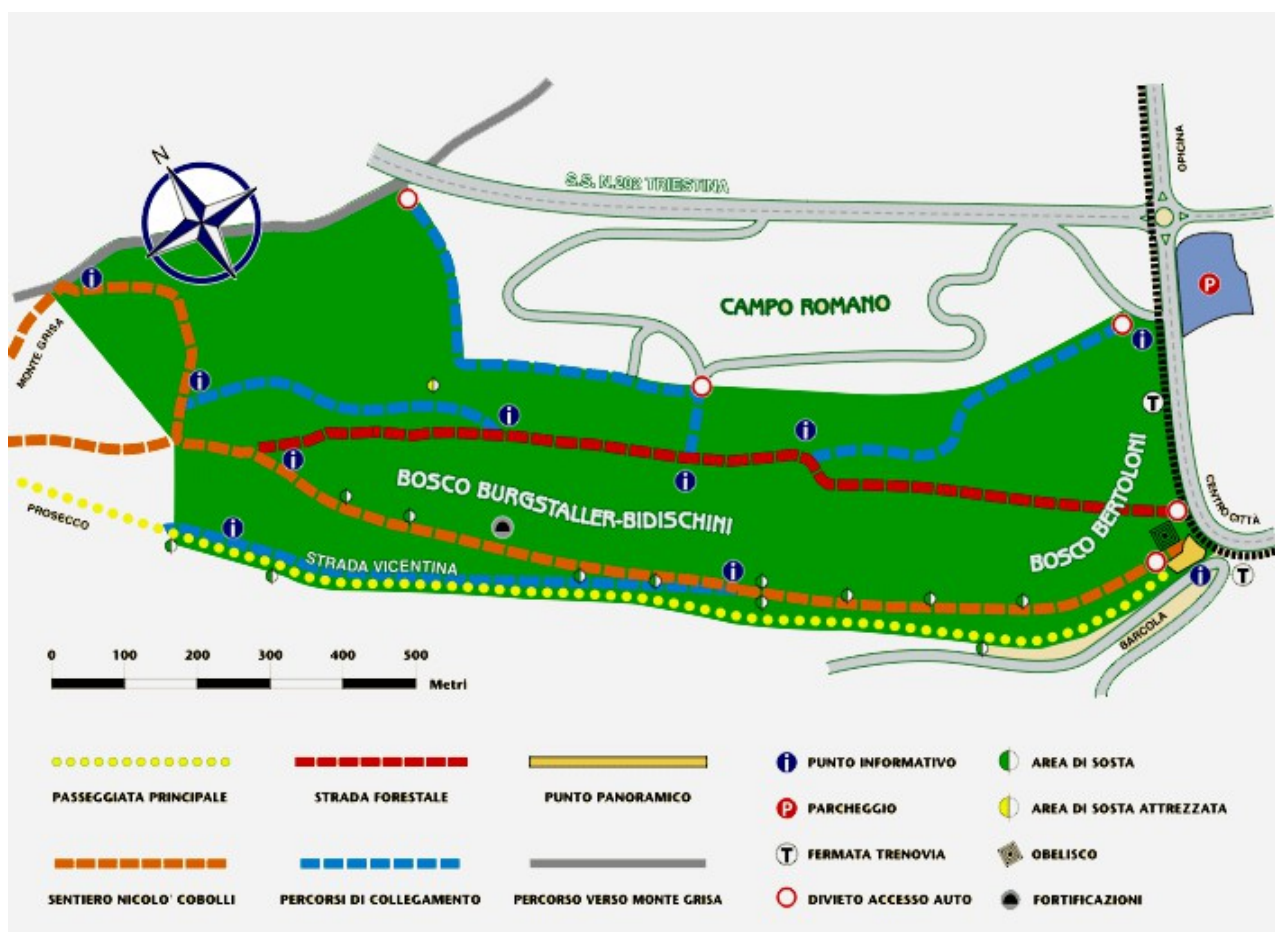 N
OPICINA
S.S. N.202 TRIESTINA
P
i
CAMPO ROMANO
MONTE GRISA
i
i
T
i
i
i
i
BOSCO BURGSTALLER-BIDISCHINI
BOSCO BERTOLONI
CENTRO CITTÀ
PROSECCO
i
STRADA VICENTINA
i
i
T
BARCOLA
0 100 200 300 400 500
Metri
PASSEGGIATA PRINCIPALE
STRADA FORESTALE
PUNTO PANORAMICO
SENTIERO NICOLO' COBOLLI
PERCORSI DI COLLEGAMENTO
PERCORSO VERSO MONTE GRISA
i PUNTO INFORMATIVO
P PARCHEGGIO
T FERMATA TRENOVIA
DIVIETO ACCESSO AUTO
AREA DI SOSTA
AREA DI SOSTA ATTREZZATA
OBELISCO
FORTIFICAZIONI